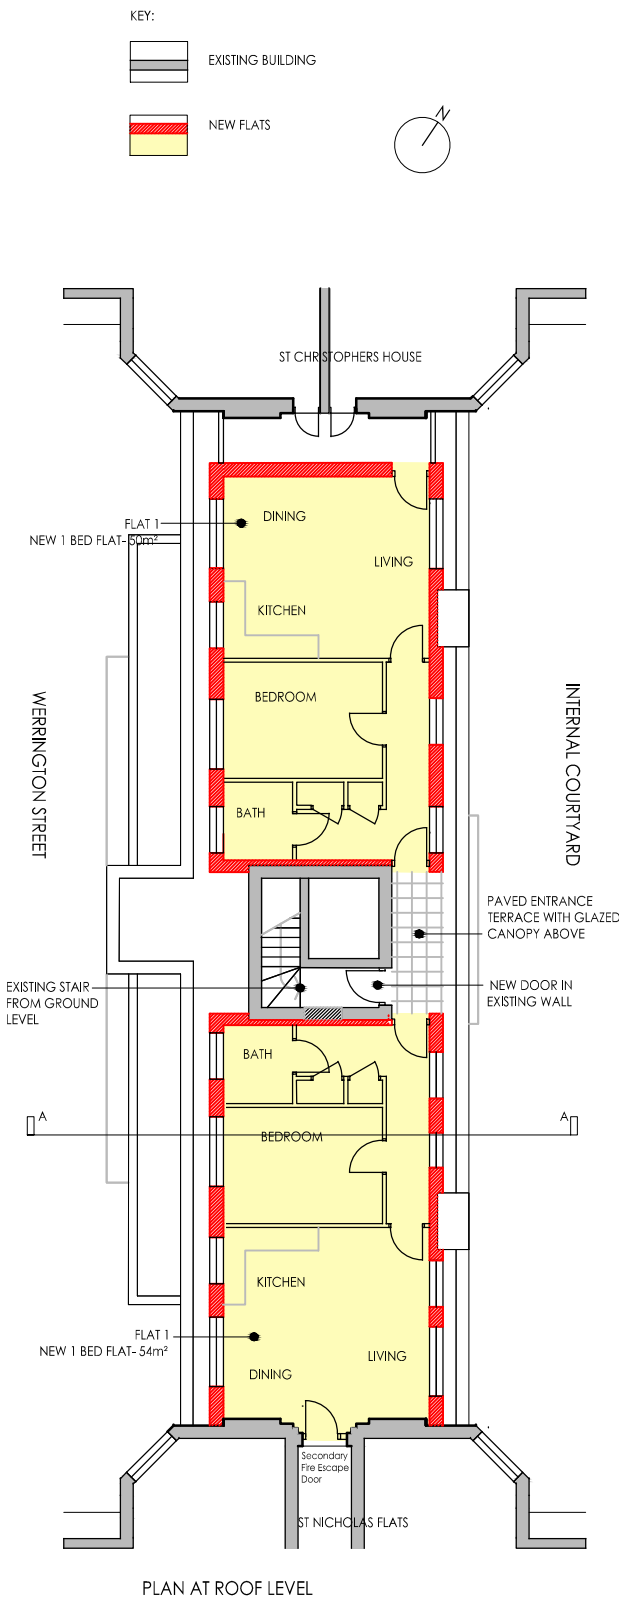 KEY:
EXISTING BUILDING
NEW FLATS
N
ST CHRISTOPHERS HOUSE
DINING
FLAT 1
NEW 1 BED FLAT- 50m²
LIVING
KITCHEN
BEDROOM
WERRINGTON STREET
INTERNAL COURTYARD
BATH
PAVED ENTRANCE
TERRACE WITH GLAZED
CANOPY ABOVE
EXISTING STAIR
FROM GROUND
LEVEL
NEW DOOR IN
EXISTING WALL
BATH
A
A
BEDROOM
KITCHEN
FLAT 1
NEW 1 BED FLAT- 54m²
LIVING
DINING
Secondary
Fire Escape
Door
ST NICHOLAS FLATS
PLAN AT ROOF LEVEL